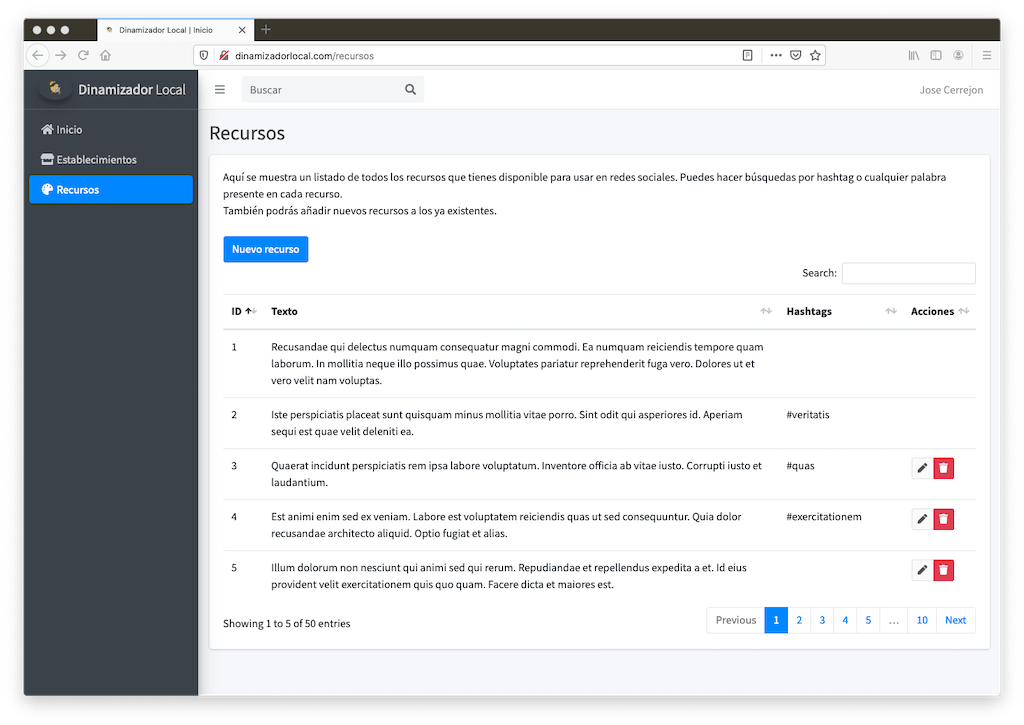 Dinamizador Local | Inicio
dinamizadorlocal.com/recursos
Dinamizador Local
Buscar
Jose Cerrejon
Inicio
Establecimientos
Recursos
Recursos
Aquí se muestra un listado de todos los recursos que tienes disponible para usar en redes sociales. Puedes hacer búsquedas por hashtag o cualquier palabra
presente en cada recurso.
También podrás añadir nuevos recursos a los ya existentes.
Nuevo recurso
Search:
ID Texto Hashtags Acciones
1 Recusandae qui delectus numquam consequatur magni commodi. Ea numquam reiciendis tempore quam
laborum. In mollitia neque illo possimus quae. Voluptates pariatur reprehenderit fuga vero. Dolores ut et
vero velit nam voluptas.
2 Iste perspiciatis placeat sunt quisquam minus mollitia vitae porro. Sint odit qui asperiores id. Aperiam #veritatis
sequi est quae velit deleniti ea.
3 Quaerat incidunt perspiciatis rem ipsa labore voluptatum. Inventore officia ab vitae iusto. Corrupti iusto et #quas
laudantium.
4 Est animi enim sed ex veniam. Labore est voluptatem reiciendis quas ut sed consequuntur. Quia dolor #exercitationem
recusandae architecto aliquid. Optio fugiat et alias.
5 Illum dolorum non nesciunt qui animi sed qui rerum. Repudiandae et repellendus expedita a et. Id eius
provident velit exercitationem quis quo quam. Facere dicta et maiores est.
Showing 1 to 5 of 50 entries
Previous 1 2 3 4 5 … 10 Next